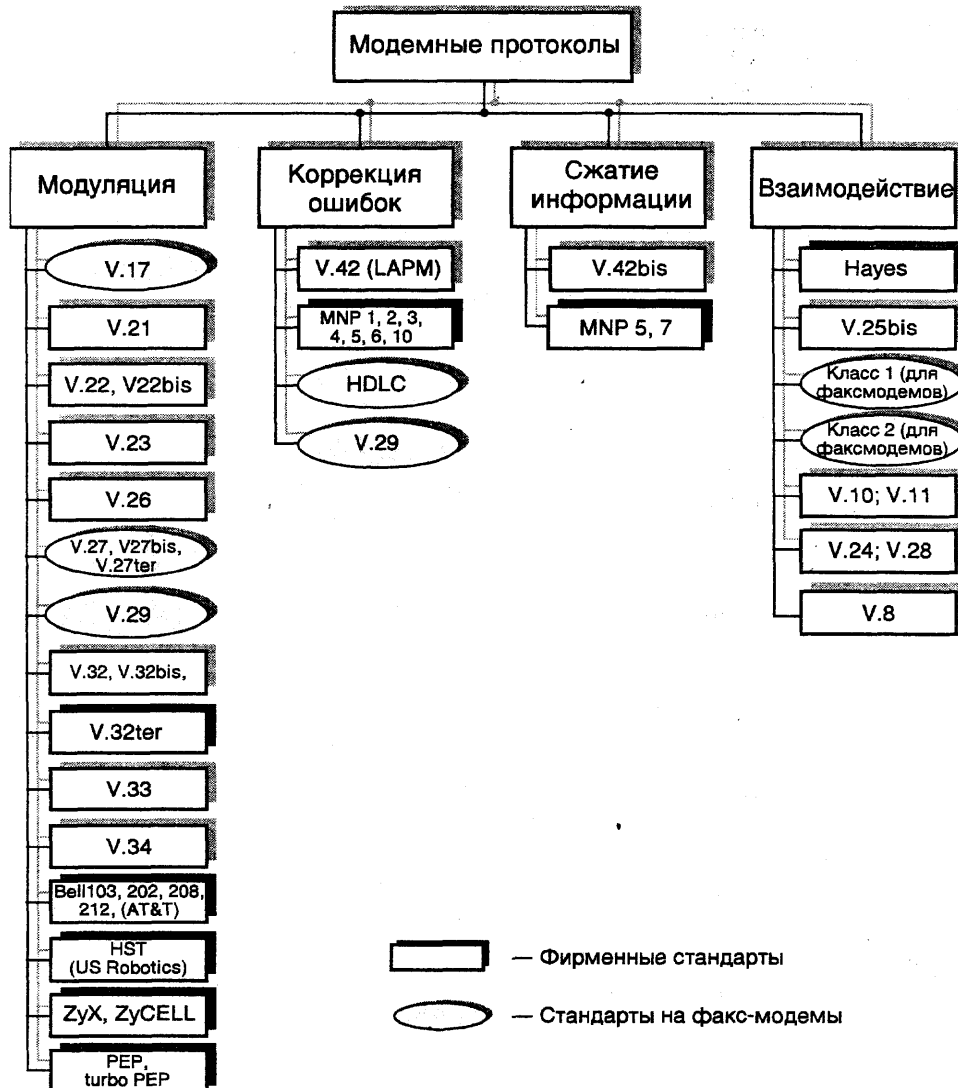 Модемные протоколы
Модуляция
V.17
V.21
V.22, V22bis
V.23
V.26
V.27, V27bis,
V.27ter
V.29
V.32, V.32bis,
V.32ter
V.33
V.34
Bell103, 202, 208,
212, (AT&T)
HST
(US Robotics)
ZyX, ZyCELL
PEP,
turbo PEP
Коррекция
ошибок
V.42 (LAPM)
MNP 1, 2, 3,
4, 5, 6, 10
HDLC
V.29
Сжатие
информации
V.42bis
MNP 5, 7
Взаимодействие
Hayes
V.25bis
Класс 1 (для
факсмодемов)
Класс 2 (для
факсмодемов)
V.10; V.11
V.24; V.28
V.8
— Фирменные стандарты
— Стандарты на факс-модемы